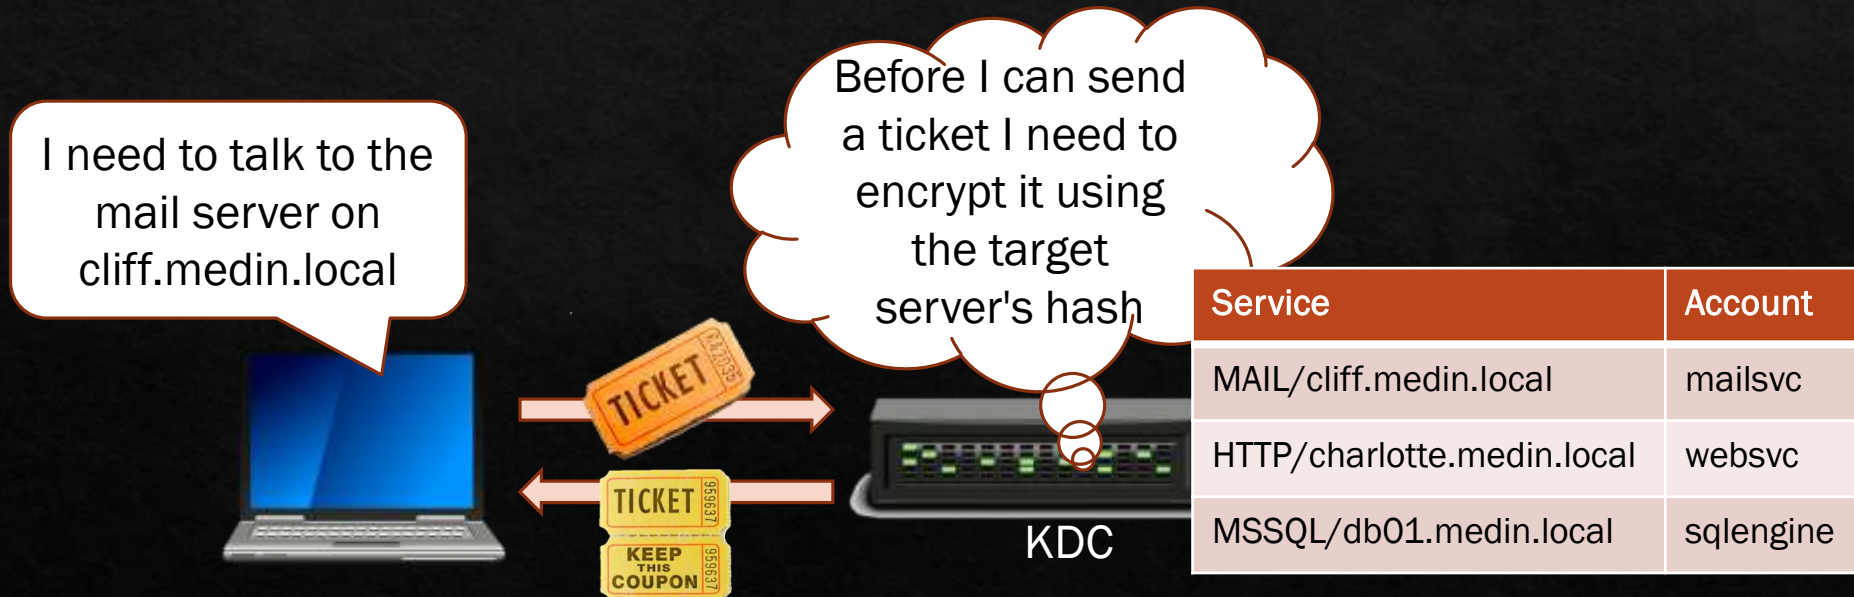 I need to talk to the
mail server on
cliff.medin.local
Before I can send
a ticket I need to
encrypt it using
the target
server's hash
Service Account
MAIL/cliff.medin.local mailsvc
HTTP/charlotte.medin.local websvc
MSSQL/db01.medin.local sqlengine
TICKET
TICKET
959637
KEEP
THIS
COUPON
959637
KDC